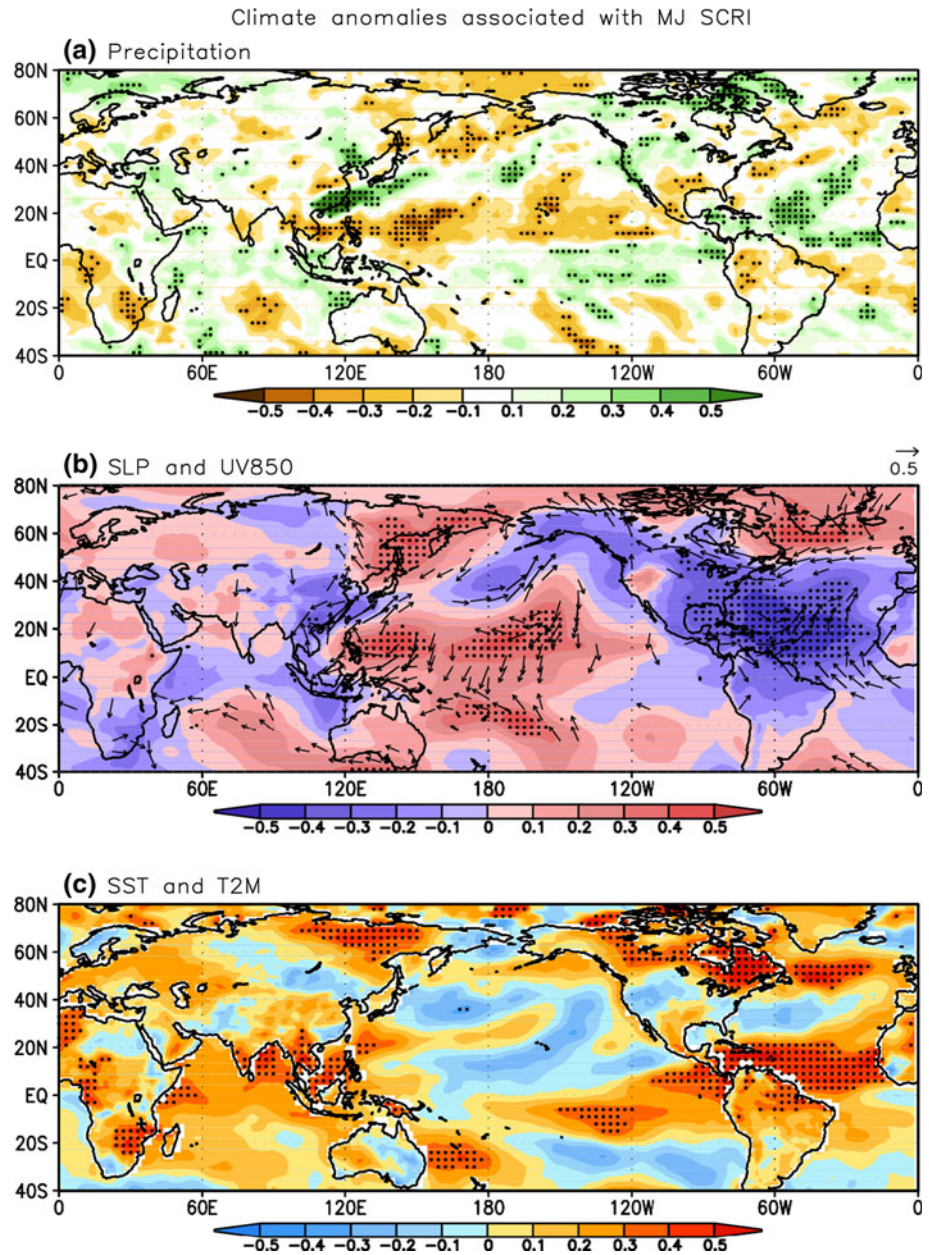 Climate anomalies associated with MJ SCRI
(a) Precipitation
80N
60N
40N
20N
EQ
20S
40S
0 60E 120E 180 120W 60W 0
-0.5 -0.4 -0.3 -0.2 -0.1 0.1 0.2 0.3 0.4 0.5
(b) SLP and UV850
0.5
80N
60N
40N
20N
EQ
20S
40S
0 60E 120E 180 120W 60W 0
-0.5 -0.4 -0.3 -0.2 -0.1 0 0.1 0.2 0.3 0.4 0.5
(c) SST and T2M
80N
60N
40N
20N
EQ
20S
40S
0 60E 120E 180 120W 60W 0
-0.5 -0.4 -0.3 -0.2 -0.1 0 0.1 0.2 0.3 0.4 0.5